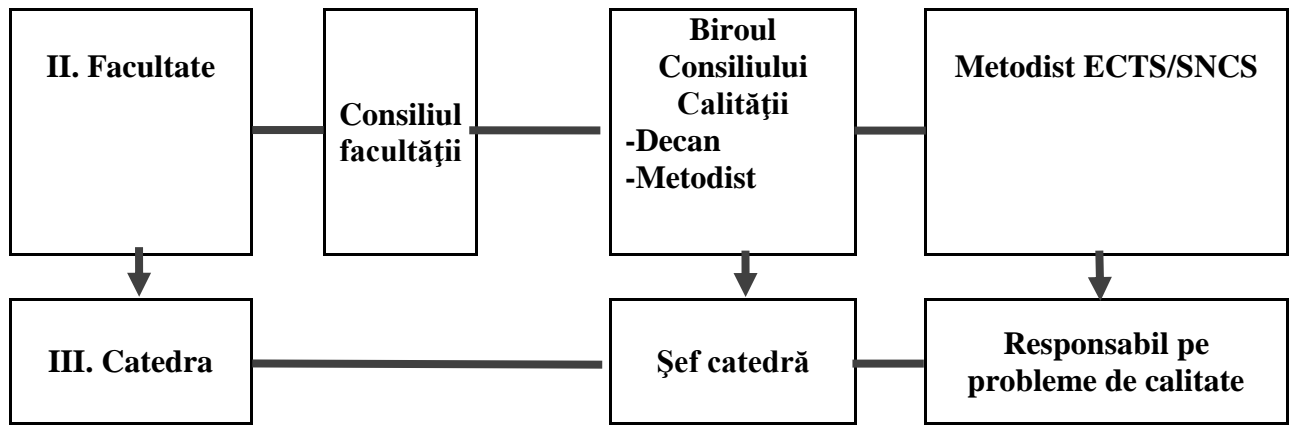 II. Facultate
Consiliul
facultăţii
Biroul
Consiliului
Calităţii
-Decan
-Metodist
Metodist ECTS/SNCS
III. Catedra
Şef catedră
Responsabil pe
probleme de calitate